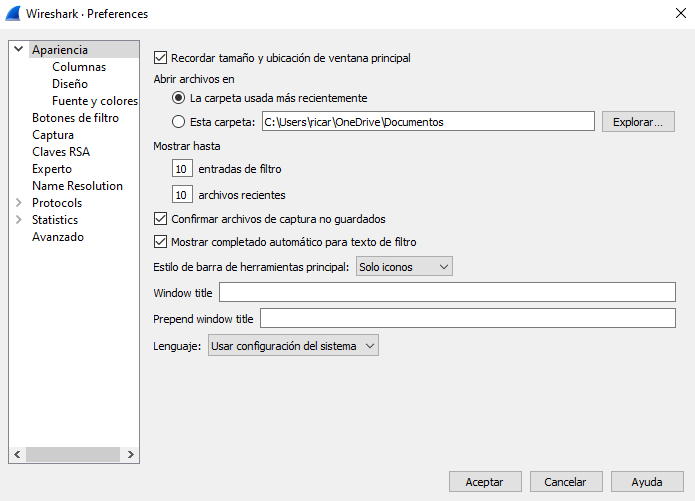 Wireshark · Preferences
Apariencia
Columnas
Diseño
Fuente y colores
Botones de filtro
Captura
Claves RSA
Experto
Name Resolution
Protocols
Statistics
Avanzado
Recordar tamaño y ubicación de ventana principal
Abrir archivos en
La carpeta usada más recientemente
Esta carpeta: C:\Users\ricar\OneDrive\Documentos Explorar...
Mostrar hasta
10 entradas de filtro
10 archivos recientes
Confirmar archivos de captura no guardados
Mostrar completado automático para texto de filtro
Estilo de barra de herramientas principal: Solo iconos
Window title
Prepend window title
Lenguaje: Usar configuración del sistema
Aceptar Cancelar Ayuda